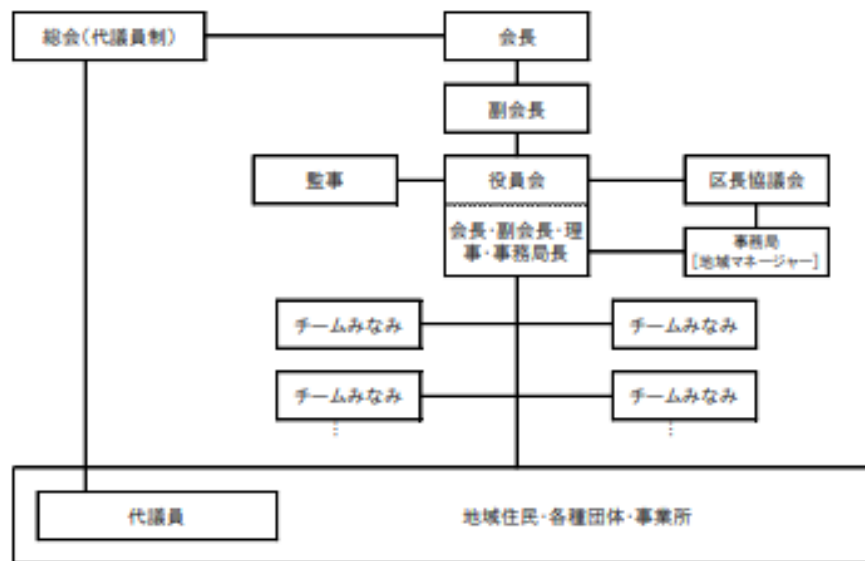 総会(代議員制)
会長
副会長
監事
役員会
区長協議会
会長・副会長・理
事・事務局長
事務局
[地域マネージャー]
チームみなみ
チームみなみ
チームみなみ
チームみなみ
⋮
⋮
代議員
地域住民・各種団体・事業所